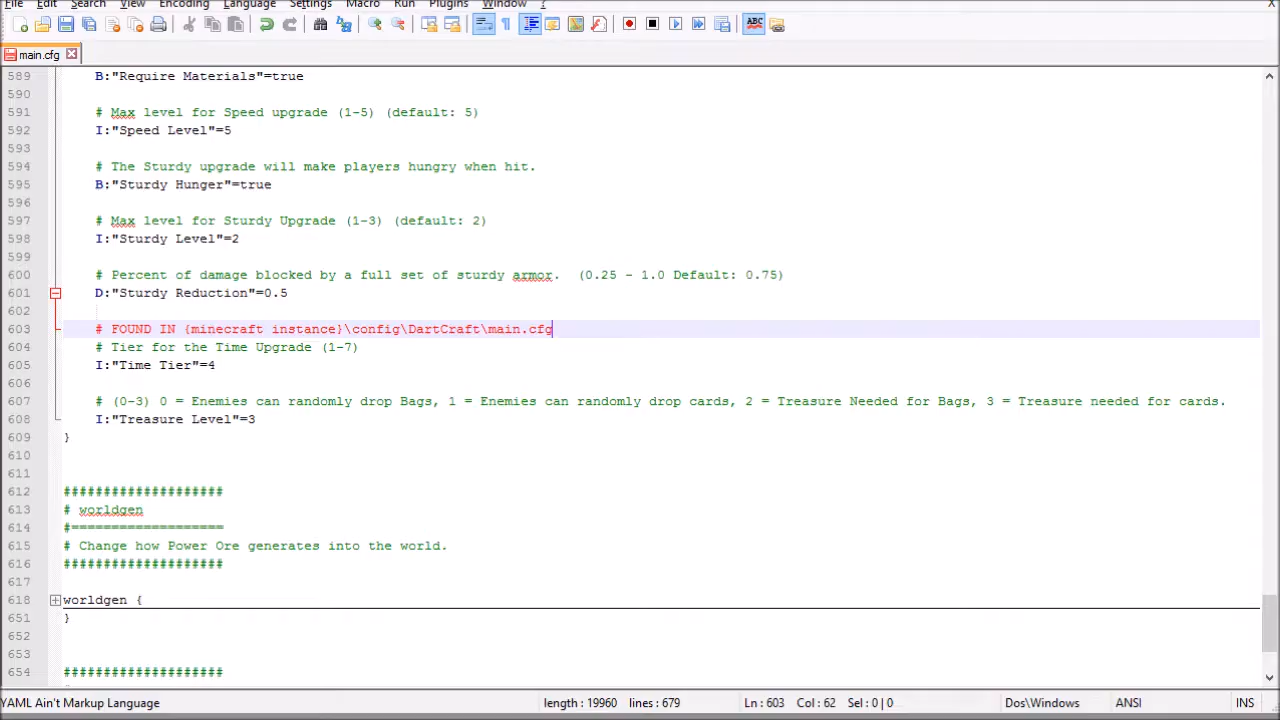 File Edit Search View Encoding Language Settings Macro Run Plugins Window ? X
ABC
main.cfg
589 B:"Require Materials"=true
590
591 # Max level for Speed upgrade (1-5) (default: 5)
592 I:"Speed Level"=5
593
594 # The Sturdy upgrade will make players hungry when hit.
595 B:"Sturdy Hunger"=true
596
597 # Max level for Sturdy Upgrade (1-3) (default: 2)
598 I:"Sturdy Level"=2
599
600 # Percent of damage blocked by a full set of sturdy armor.  (0.25 - 1.0 Default: 0.75)
601 D:"Sturdy Reduction"=0.5
602
603 # FOUND IN {minecraft instance}\config\DartCraft\main.cfg
604 # Tier for the Time Upgrade (1-7)
605 I:"Time Tier"=4
606
607 # (0-3) 0 = Enemies can randomly drop Bags, 1 = Enemies can randomly drop cards, 2 = Treasure Needed for Bags, 3 = Treasure needed for cards.
608 I:"Treasure Level"=3
609 }
610
611
612 ####################
613 # worldgen
614 #===================
615 # Change how Power Ore generates into the world.
616 ####################
617
618 worldgen {
651 }
652
653
654 ####################
YAML Ain't Markup Language length : 19960 lines : 679 Ln : 603 Col : 62 Sel : 0 | 0 Dos\Windows ANSI INS